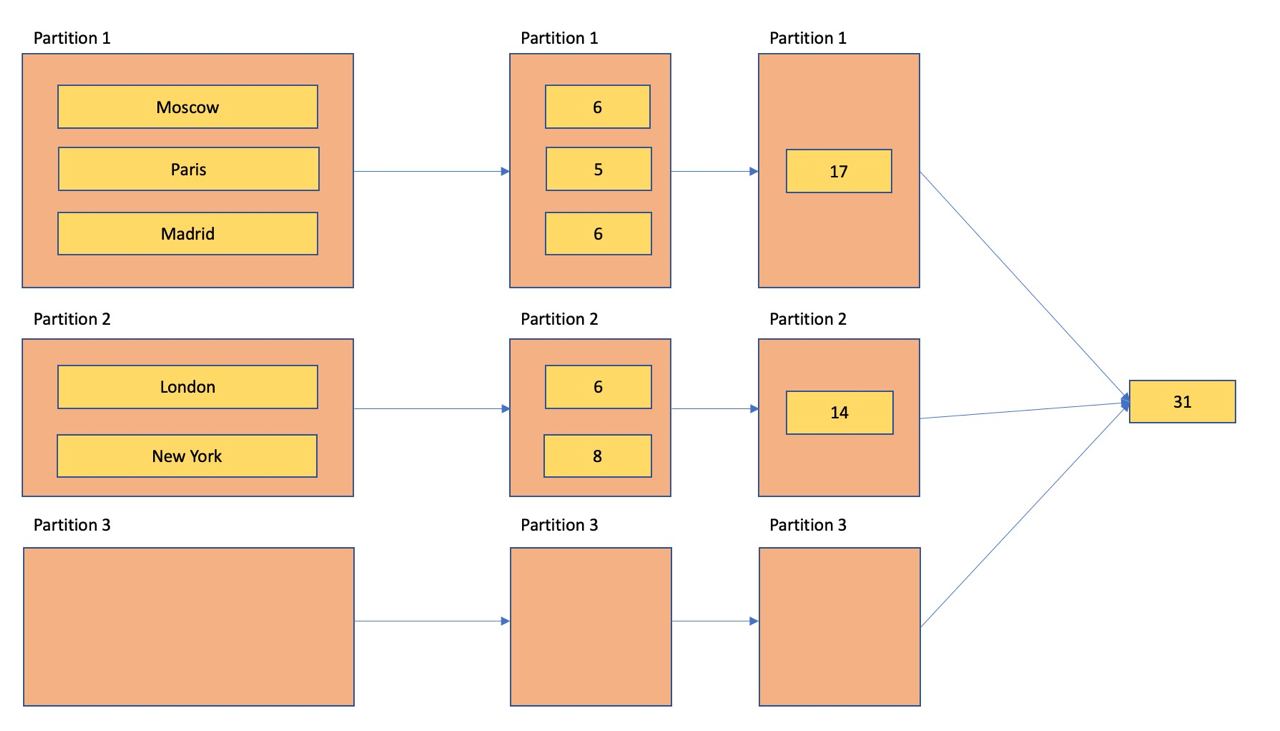 Partition 1
Partition 1
Partition 1
Moscow
6
Paris
5
17
Madrid
6
Partition 2
Partition 2
Partition 2
London
6
14
31
New York
8
Partition 3
Partition 3
Partition 3